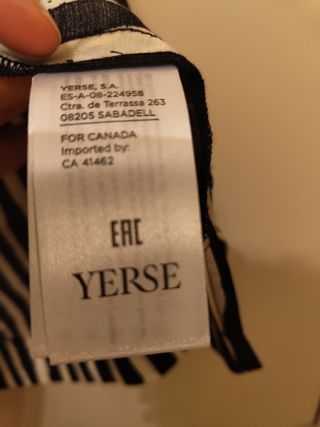 YERSE, S.A.
ES-A-08-224958
Ctra. de Terrassa 263
08205 SABADELL
FOR CANADA
Imported by:
CA 41462
EAC
YERSE